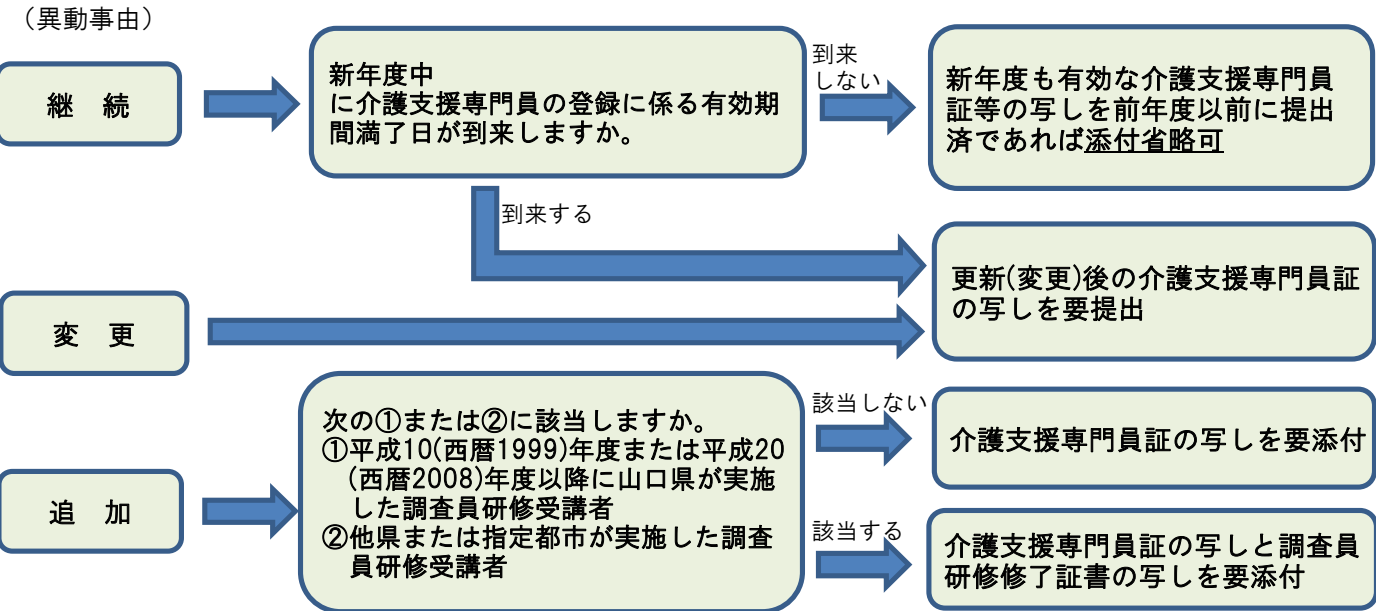 （異動事由）
継　続
新年度中
に介護支援専門員の登録に係る有効期
間満了日が到来しますか。
到来
しない
新年度も有効な介護支援専門員
証等の写しを前年度以前に提出
済であれば添付省略可
到来する
更新(変更)後の介護支援専門員証
の写しを要提出
変　更
追　加
次の①または②に該当しますか。
①平成10(西暦1999)年度または平成20
(西暦2008)年度以降に山口県が実施
した調査員研修受講者
②他県または指定都市が実施した調査
員研修受講者
該当しない
介護支援専門員証の写しを要添付
該当する
介護支援専門員証の写しと調査員
研修修了証書の写しを要添付